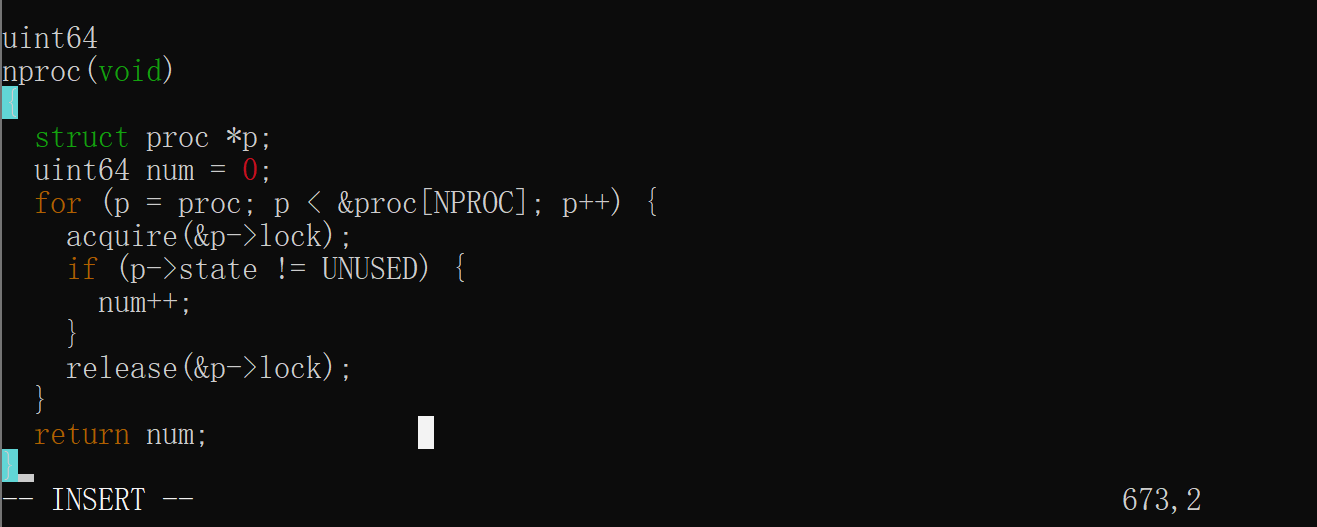 uint64
nproc(void)
{
  struct proc *p;
  uint64 num = 0;
  for (p = proc; p < &proc[NPROC]; p++) {
    acquire(&p->lock);
    if (p->state != UNUSED) {
      num++;
    }
    release(&p->lock);
  }
  return num;
}
-- INSERT -- 673,2